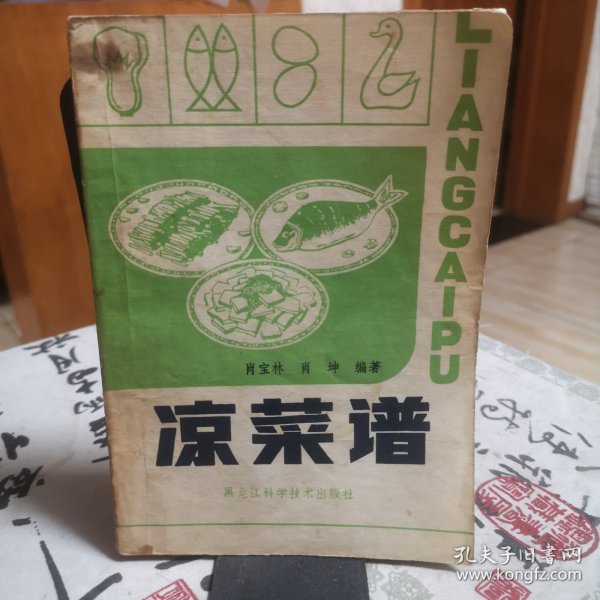 LIANGCAIPU
肖宝林 肖坤 编著
凉菜谱
黑龙江科学技术出版社
孔夫子旧书网
www.kongfz.com